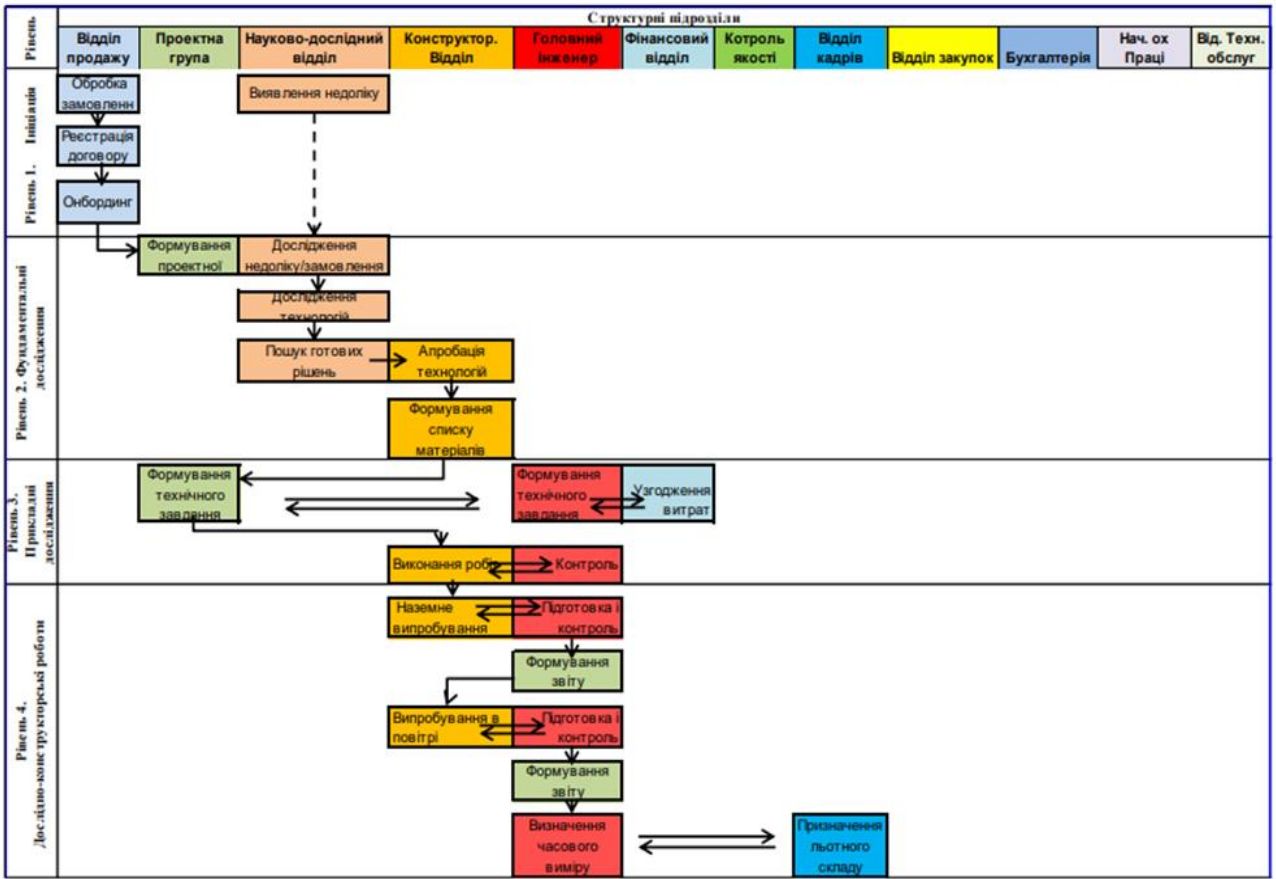 Структурні підрозділи
Рівень
Відділ
продажу
Проектна
група
Науково-дослідний
відділ
Конструктор.
Відділ
Головний
Інженер
Фінансовий
відділ
Котроль
якості
Відділ
кадрів
Відділ закупок
Бухгалтерія
Нач. ох
Праці
Від. Техн.
обслуг
Рівень 1. Ініціація
Обробка
замовленн
Виявлення недоліку
Реєстрація
договору
Онбординг
Рівень 2. Фундаментальні
дослідження
Формування
проектної
Дослідження
недоліку/замовлення
Дослідження
технологій
Пошук готових
рішень
Апробація
технологій
Формування
списку
матеріалів
Рівень 3.
Прикладні
дослідження
Формування
технічного
завдання
Формування
технічного
завдання
Узгодження
витрат
Виконання робіт
Контроль
Рівень 4.
Дослідно-конструкторські роботи
Наземне
випробування
Підготовка і
контроль
Формування
звіту
Випробування в
повітрі
Підготовка і
контроль
Формування
звіту
Визначення
часового
виміру
Призначення
льотного
складу